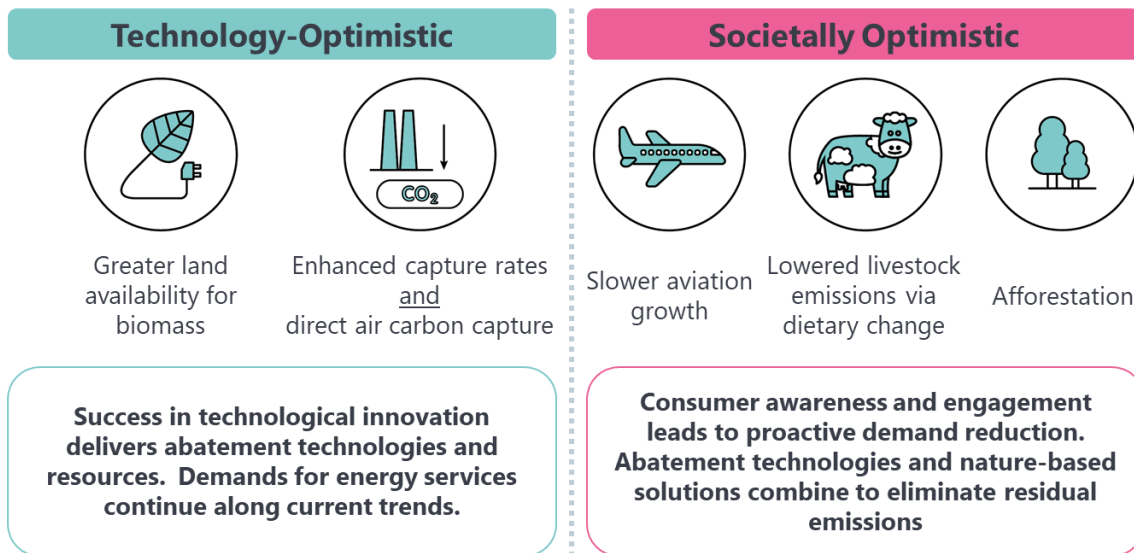 Technology-Optimistic
Societally Optimistic
CO₂
Greater land
availability for
biomass
Enhanced capture rates
and
direct air carbon capture
Slower aviation
growth
Lowered livestock
emissions via
dietary change
Afforestation
Success in technological innovation
delivers abatement technologies and
resources.  Demands for energy services
continue along current trends.
Consumer awareness and engagement
leads to proactive demand reduction.
Abatement technologies and nature-based
solutions combine to eliminate residual
emissions